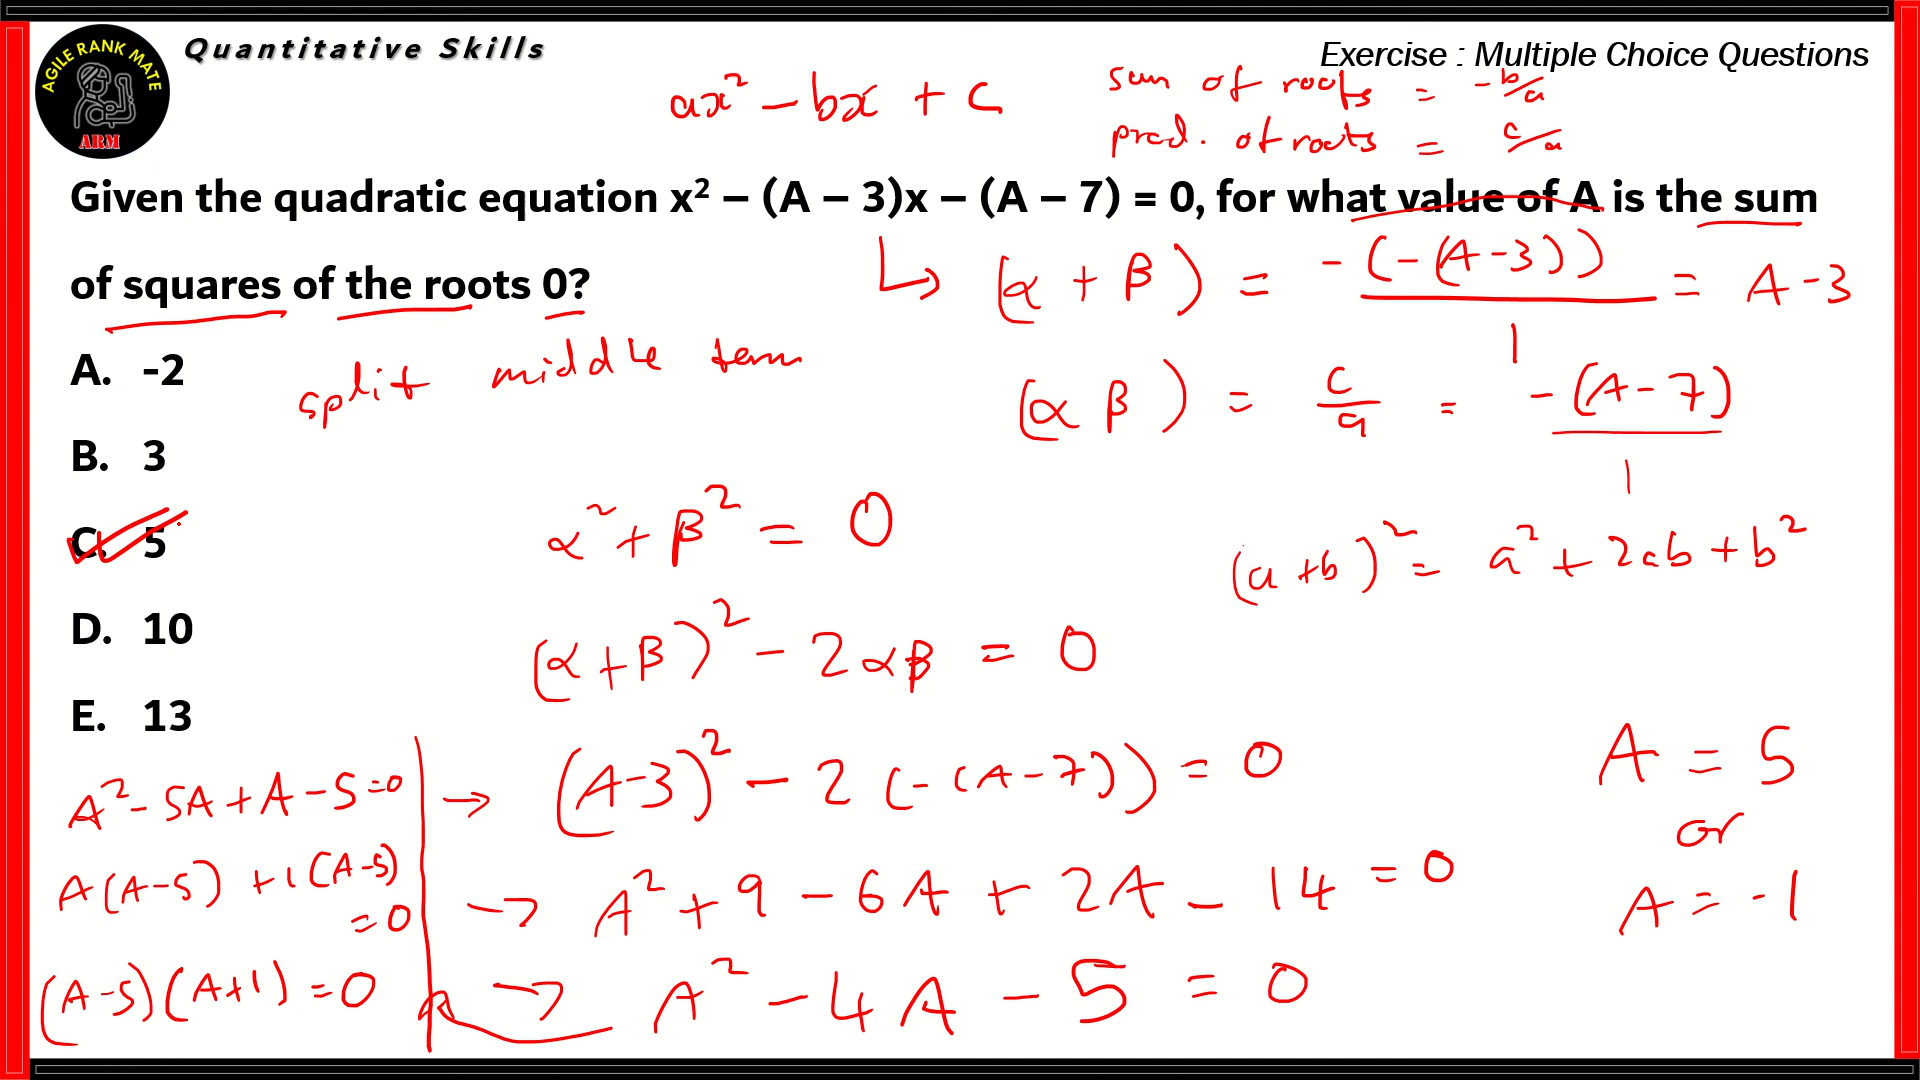 AGILE RANK MATE
ARM
Quantitative Skills
Exercise : Multiple Choice Questions
ax² - bx + c
sum of roots = -b/a
prod. of roots = c/a
Given the quadratic equation x² – (A – 3)x – (A – 7) = 0, for what value of A is the sum
of squares of the roots 0?
(α + β) = -(-(A-3))/1 = A-3
(αβ) = c/a = -(A-7)/1
A. -2
split middle term
B. 3
C. 5
D. 10
E. 13
α² + β² = 0
(a+b)² = a² + 2ab + b²
(α+β)² - 2αβ = 0
→ (A-3)² - 2(-(A-7)) = 0
→ A² + 9 - 6A + 2A - 14 = 0
→ A² - 4A - 5 = 0
A² - 5A + A - 5 = 0
A(A-5) + 1(A-5)
= 0
(A-5)(A+1) = 0
A = 5
or
A = -1